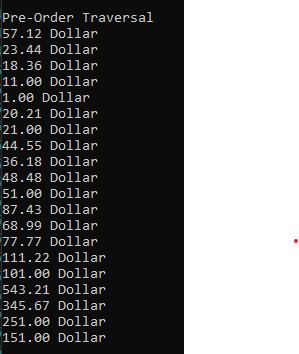 Pre-Order Traversal
57.12 Dollar
23.44 Dollar
18.36 Dollar
11.00 Dollar
1.00 Dollar
20.21 Dollar
21.00 Dollar
44.55 Dollar
36.18 Dollar
48.48 Dollar
51.00 Dollar
87.43 Dollar
68.99 Dollar
77.77 Dollar
111.22 Dollar
101.00 Dollar
543.21 Dollar
345.67 Dollar
251.00 Dollar
151.00 Dollar